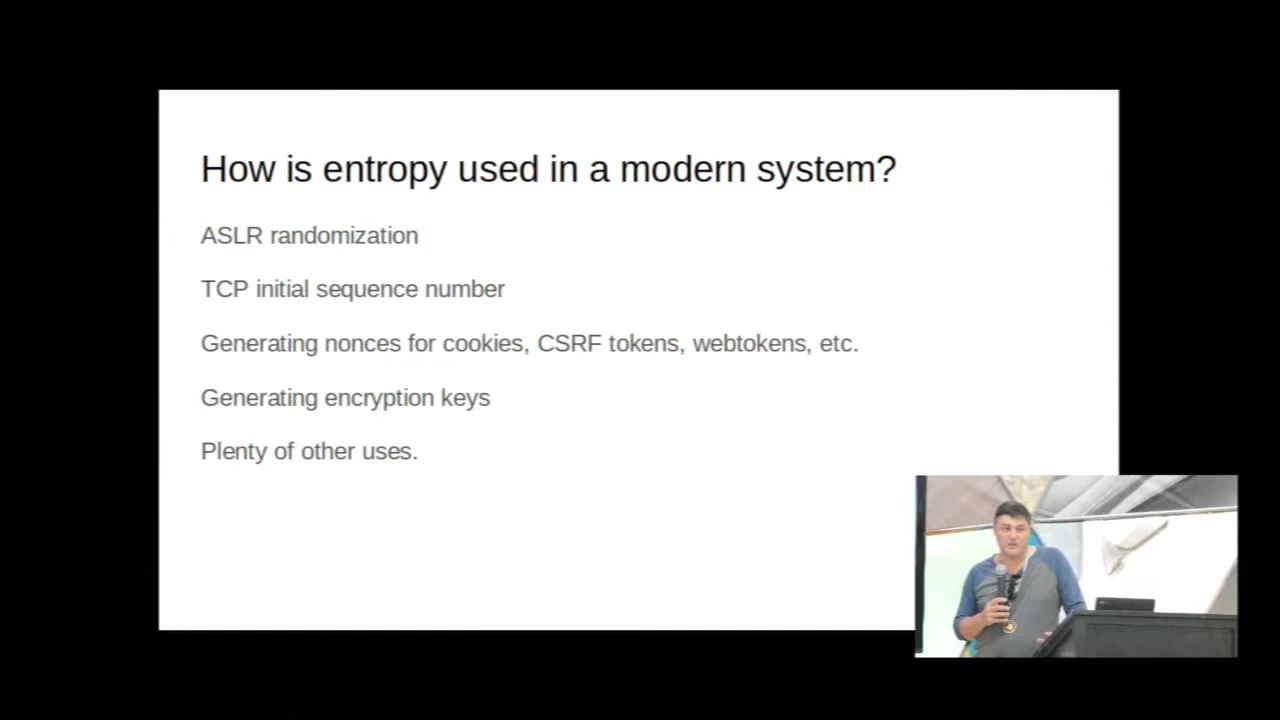 How is entropy used in a modern system?
ASLR randomization
TCP initial sequence number
Generating nonces for cookies, CSRF tokens, webtokens, etc.
Generating encryption keys
Plenty of other uses.